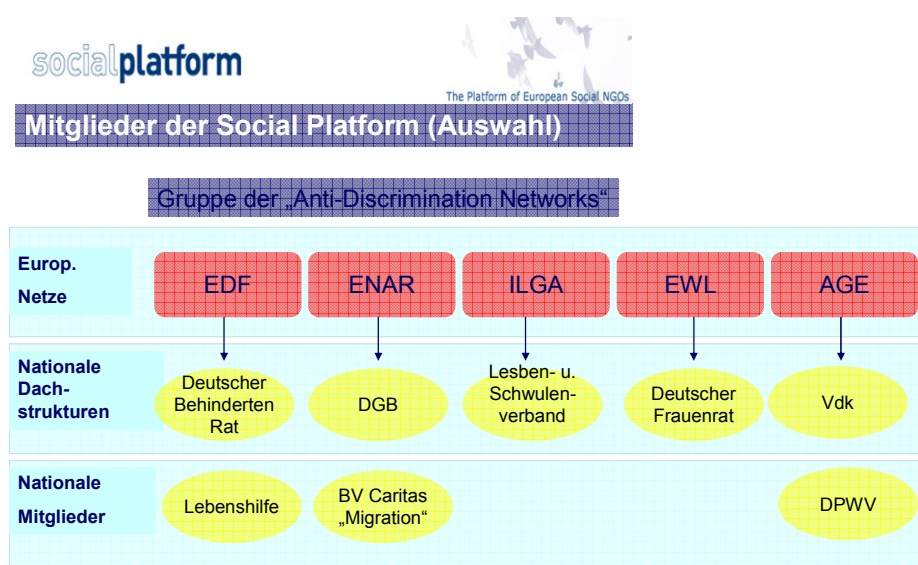 socialplatform
The Platform of European Social NGOs
Mitglieder der Social Platform (Auswahl)
Gruppe der „Anti-Discrimination Networks“
Europ.
Netze
EDF
ENAR
ILGA
EWL
AGE
Nationale
Dach-
strukturen
Deutscher
Behinderten
Rat
DGB
Lesben- u.
Schwulen-
verband
Deutscher
Frauenrat
Vdk
Nationale
Mitglieder
Lebenshilfe
BV Caritas
„Migration“
DPWV